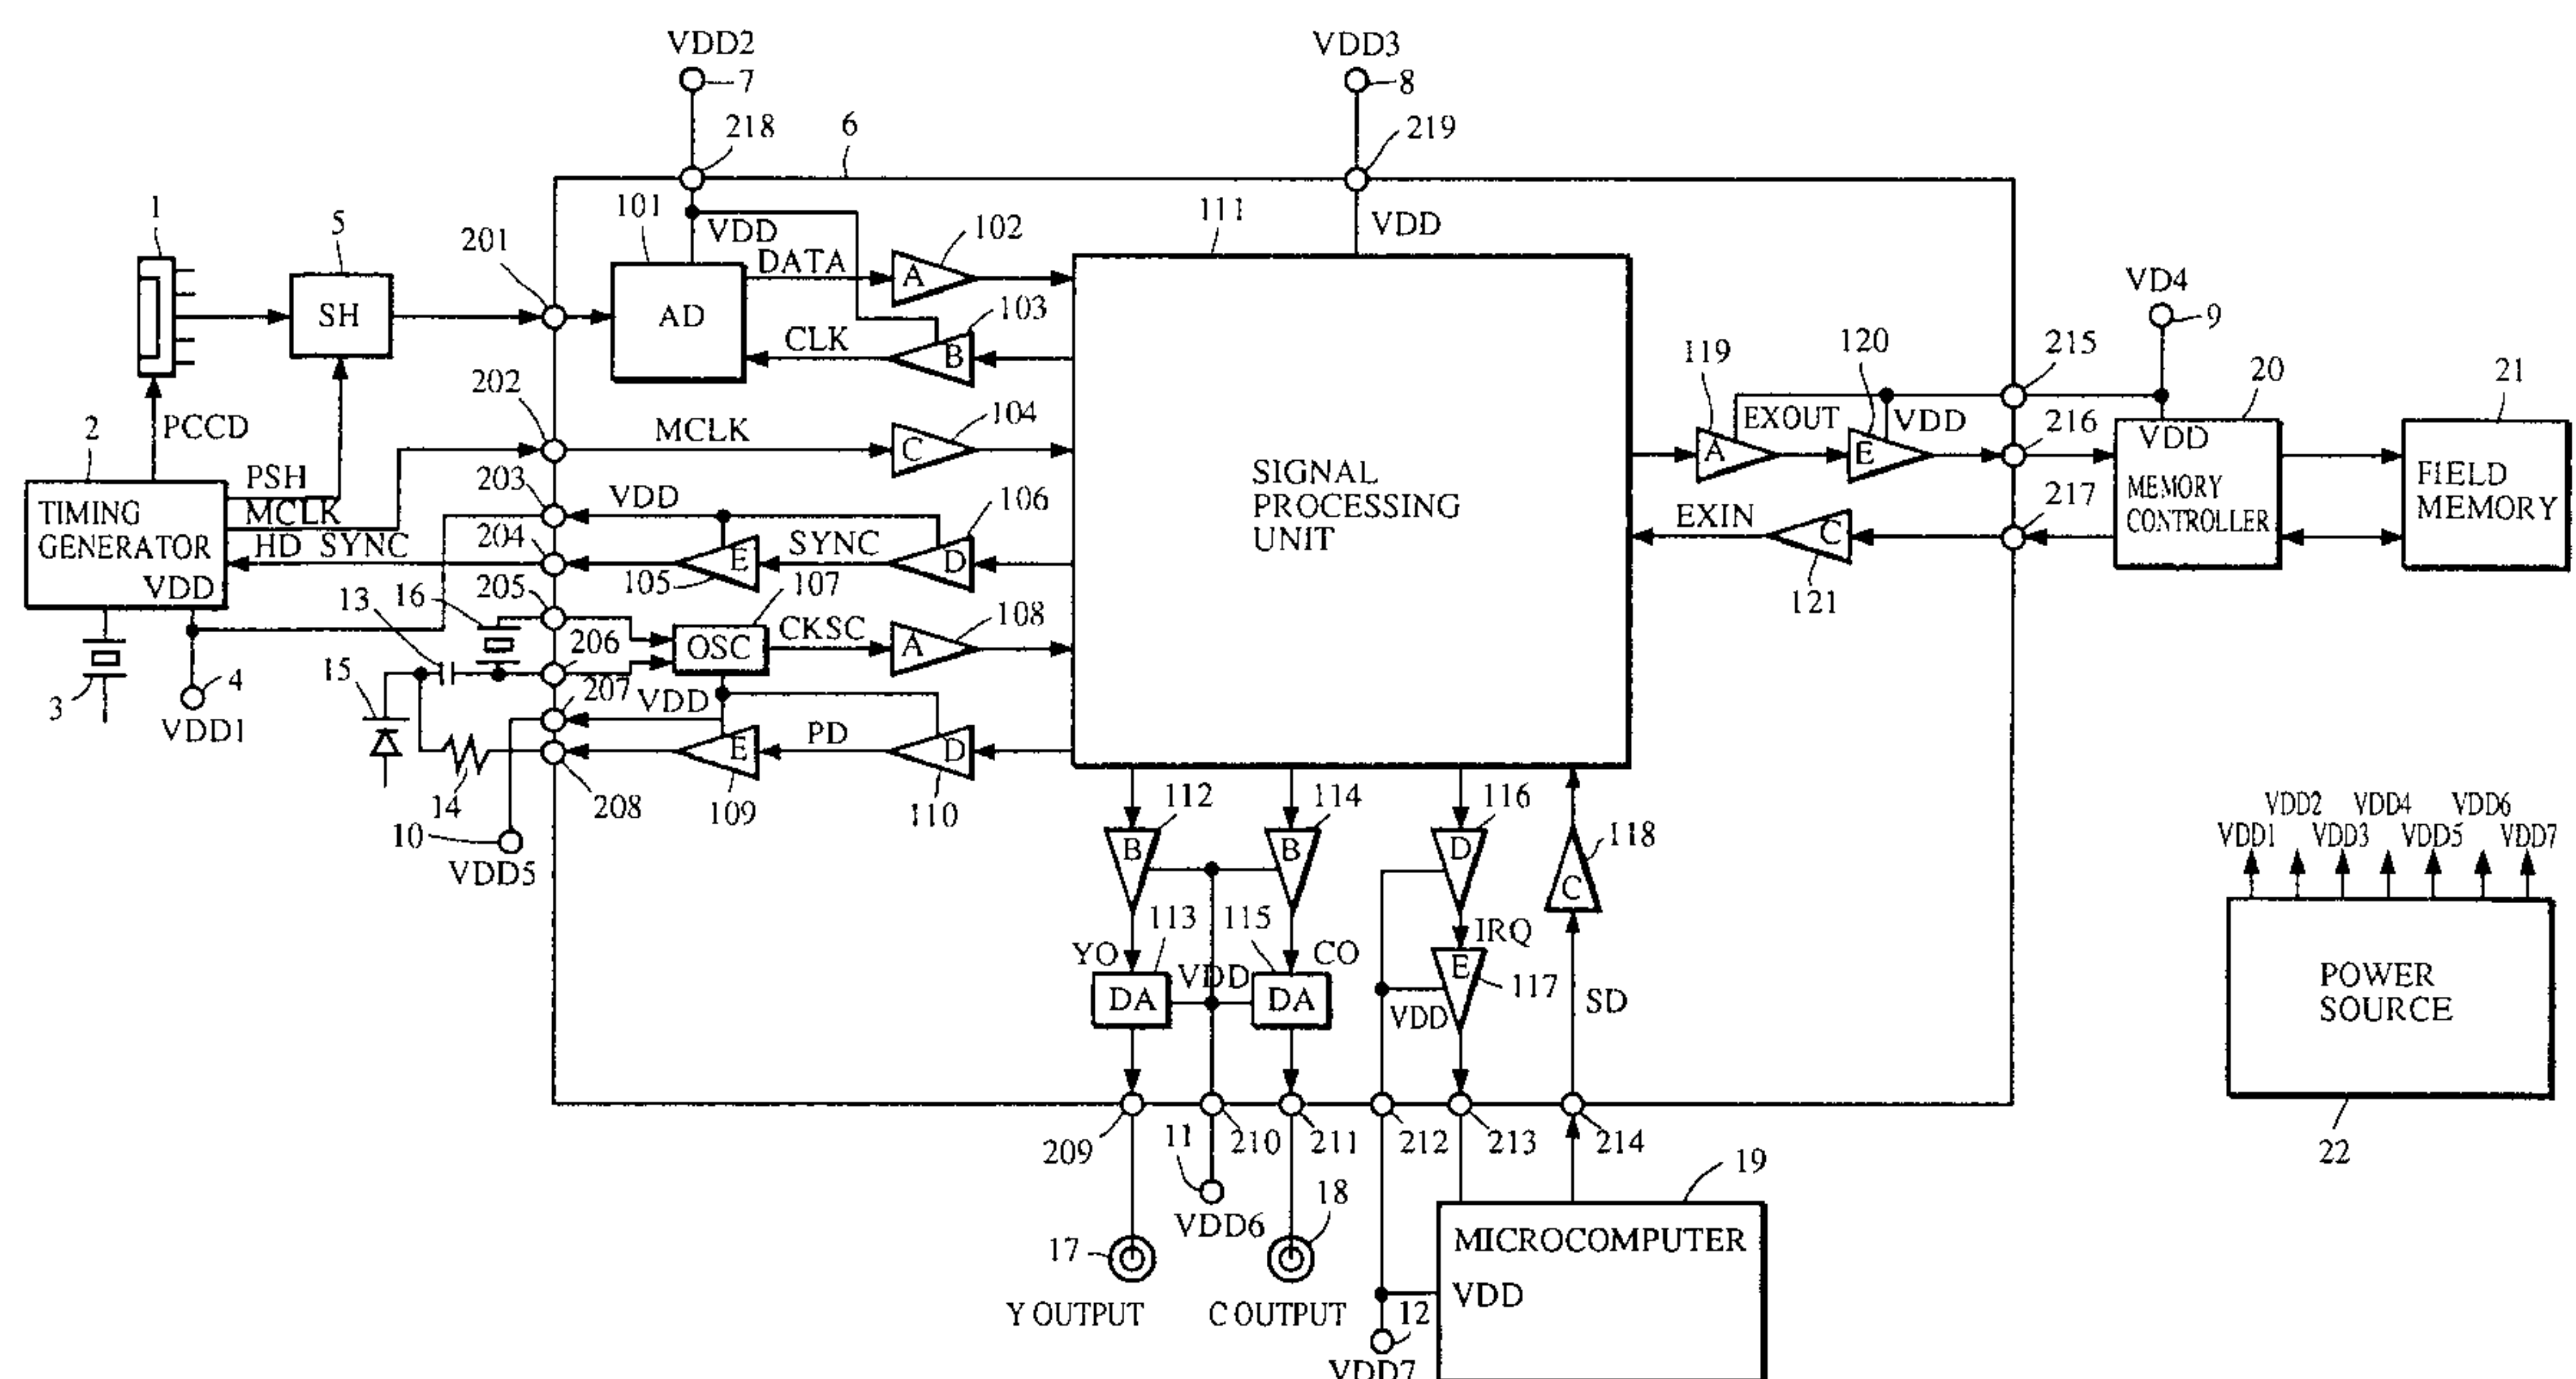 VDD2
7
VDD3
8
218
6
219
1
5
SH
201
101
VDD
AD
DATA
A
102
CLK
B
103
111
VDD
SIGNAL
PROCESSING
UNIT
VD4
9
2
PCCD
PSH
MCLK
HD SYNC
TIMING
GENERATOR
VDD
3
4
VDD1
202
MCLK
C
104
203
VDD
106
204
E
SYNC
D
105
107
205
16
13
OSC
CKSC
A
108
206
15
207
VDD
E
PD
D
14
208
109
110
10
VDD5
119
A
EXOUT
120
E
VDD
215
216
217
EXIN
C
121
20
VDD
MEMORY
CONTROLLER
21
FIELD
MEMORY
112
B
114
B
116
D
118
C
113
115
YO
VDD
CO
DA
DA
IRQ
E
117
VDD
SD
209
11
210
211
212
213
214
VDD6
17
18
Y OUTPUT
C OUTPUT
12
VDD7
19
MICROCOMPUTER
VDD
VDD2 VDD4 VDD6
VDD1 VDD3 VDD5 VDD7
POWER
SOURCE
22